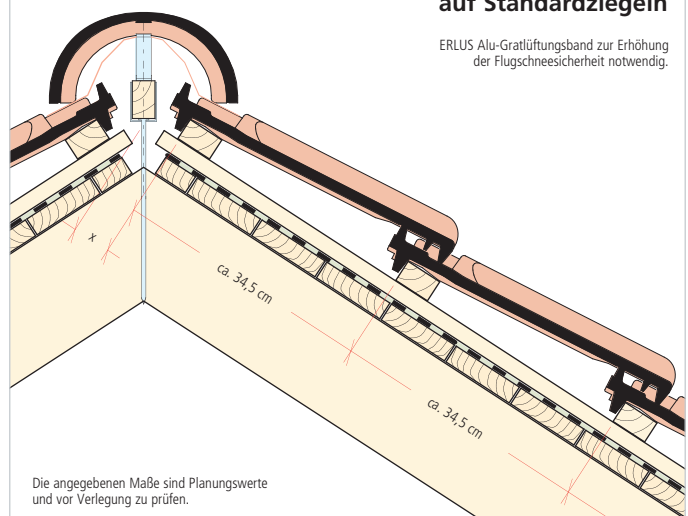 auf Standardziegeln
ERLUS Alu-Gratlüftungsband zur Erhöhung
der Flugschneesicherheit notwendig.
x
ca. 34,5 cm
ca. 34,5 cm
Die angegebenen Maße sind Planungswerte
und vor Verlegung zu prüfen.